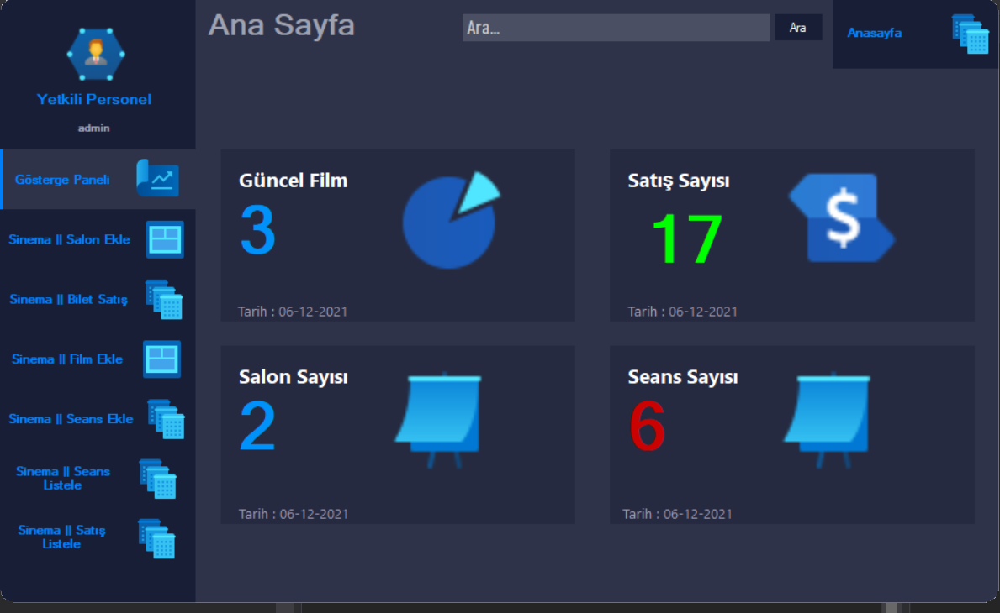 Ana Sayfa
Ara...
Ara
Anasayfa
Yetkili Personel
admin
Gösterge Paneli
Sinema || Salon Ekle
Sinema || Bilet Satış
Sinema || Film Ekle
Sinema || Seans Ekle
Sinema || Seans
Listele
Sinema || Satış
Listele
Güncel Film
3
Tarih : 06-12-2021
Satış Sayısı
$
17
Tarih : 06-12-2021
Salon Sayısı
2
Tarih : 06-12-2021
Seans Sayısı
6
Tarih : 06-12-2021